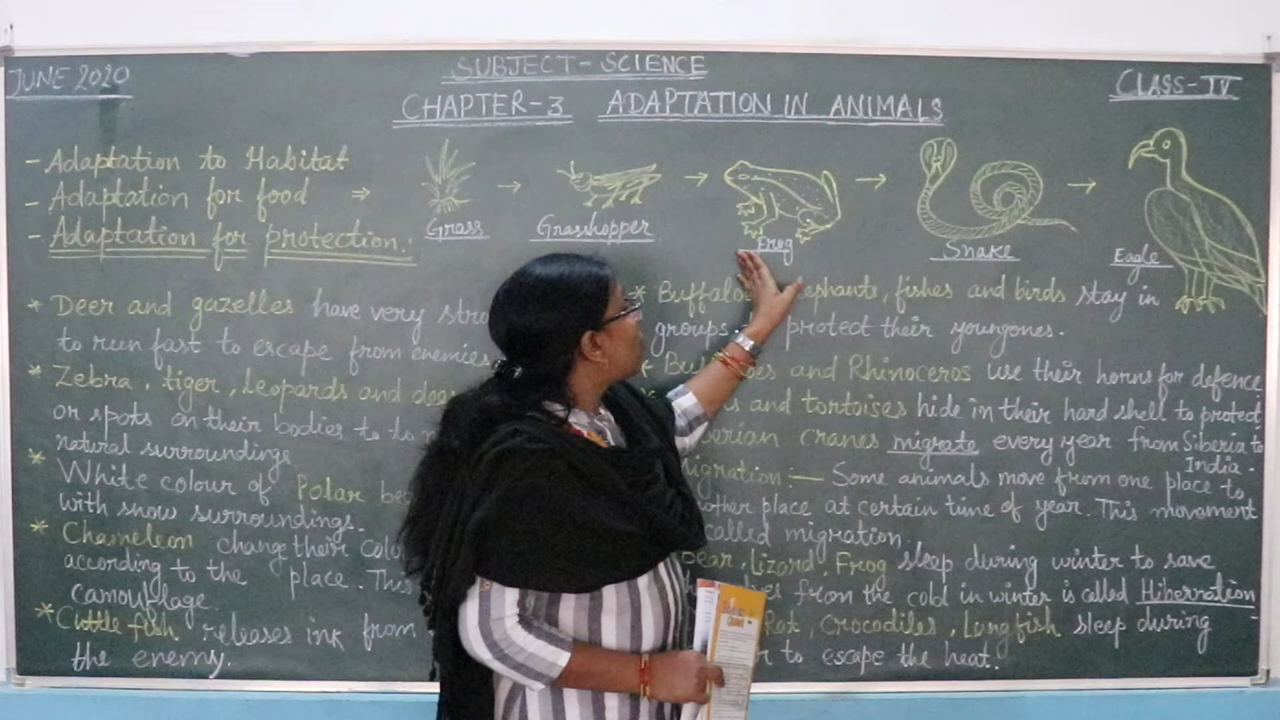 JUNE 2020
SUBJECT-SCIENCE
CLASS-IV
CHAPTER-3 ADAPTATION IN ANIMALS
- Adaptation to Habitat
- Adaptation for food ⇒
- Adaptation for protection:
Grass → Grasshopper → Frog → Snake → Eagle
* Deer and gazelles have very
to run fast to escape from enemies.
* Zebra, tiger, leopards and
or spots on their bodies to to
natural surroundings
* White colour of Polar
with snow surroundings.
* Chameleon change their
according to the place. This
camouflage.
* Cuttle fish releases ink from
the enemy.
* fishes and birds stay in
groups protect their youngones.
* and Rhinoceros use their horns for defence
and tortoises hide in their hard shell to protect
cranes migrate every year from Siberia to
India.
migration:— Some animals move from one place to
place at certain time of year. This movement
called migration.
Lizard, Frog sleep during winter to save
from the cold in winter is called Hibernation
Rat, Crocodiles, Lungfish sleep during
to escape the heat.